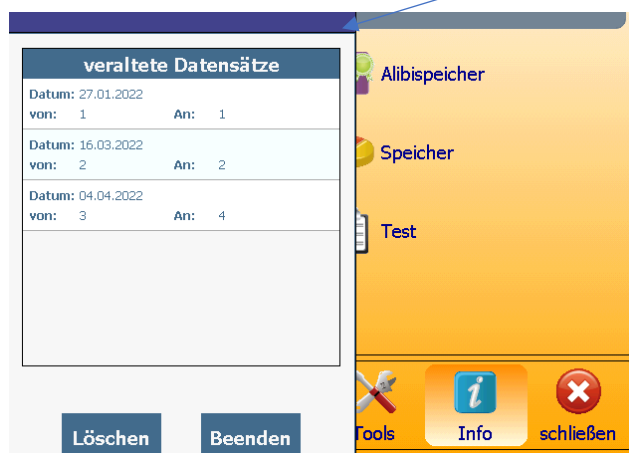 veraltete Datensätze
Datum: 27.01.2022
von: 1 An: 1
Datum: 16.03.2022
von: 2 An: 2
Datum: 04.04.2022
von: 3 An: 4
Löschen Beenden
Alibispeicher
Speicher
Test
Tools Info schließen